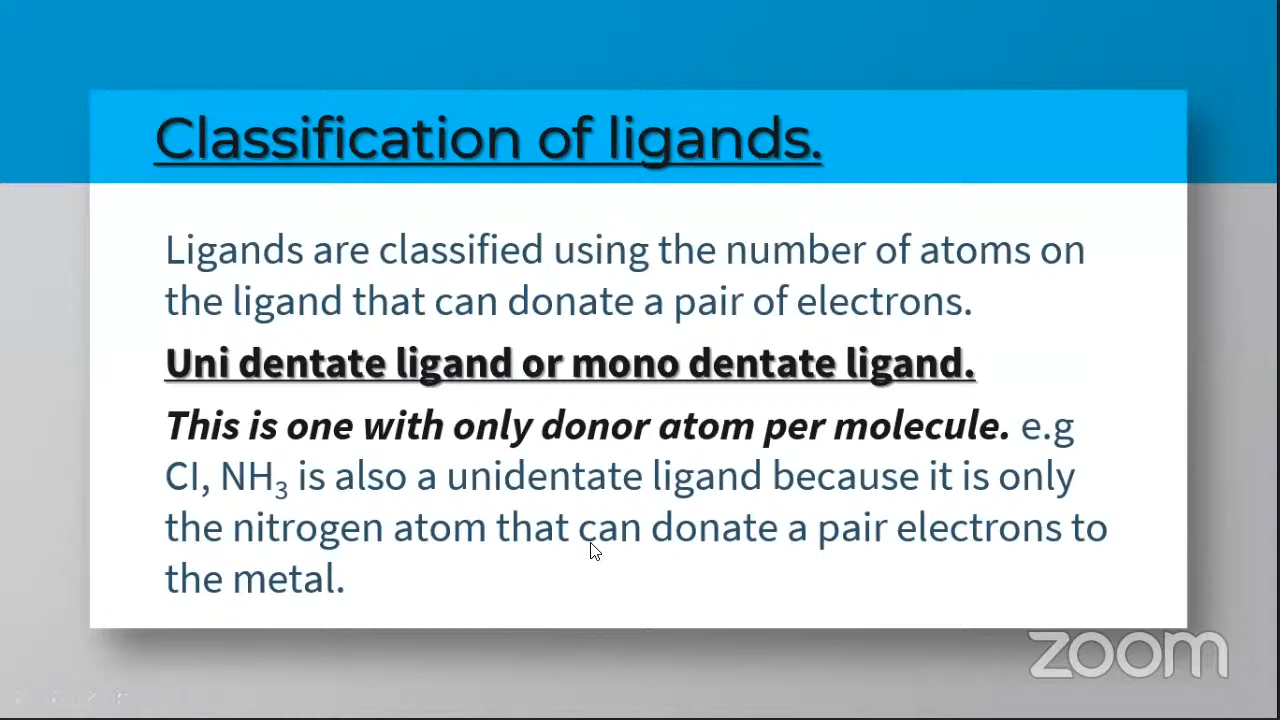 Classification of ligands.
Ligands are classified using the number of atoms on
the ligand that can donate a pair of electrons.
Uni dentate ligand or mono dentate ligand.
This is one with only donor atom per molecule. e.g
CI, NH₃ is also a unidentate ligand because it is only
the nitrogen atom that can donate a pair electrons to
the metal.
zoom